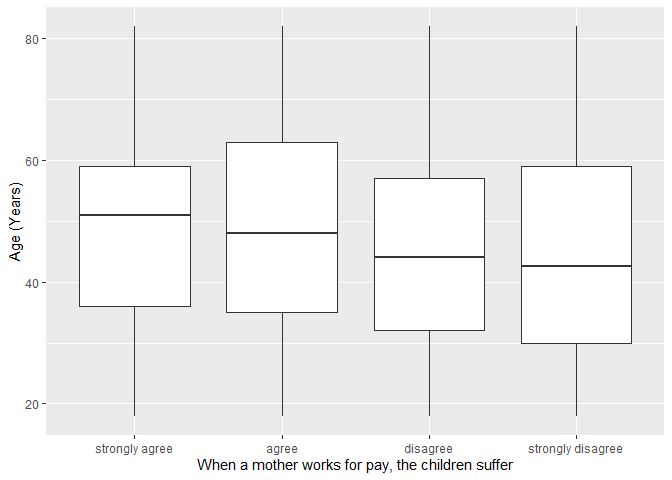 80
60
40
20
Age (Years)
strongly agree
agree
disagree
strongly disagree
When a mother works for pay, the children suffer